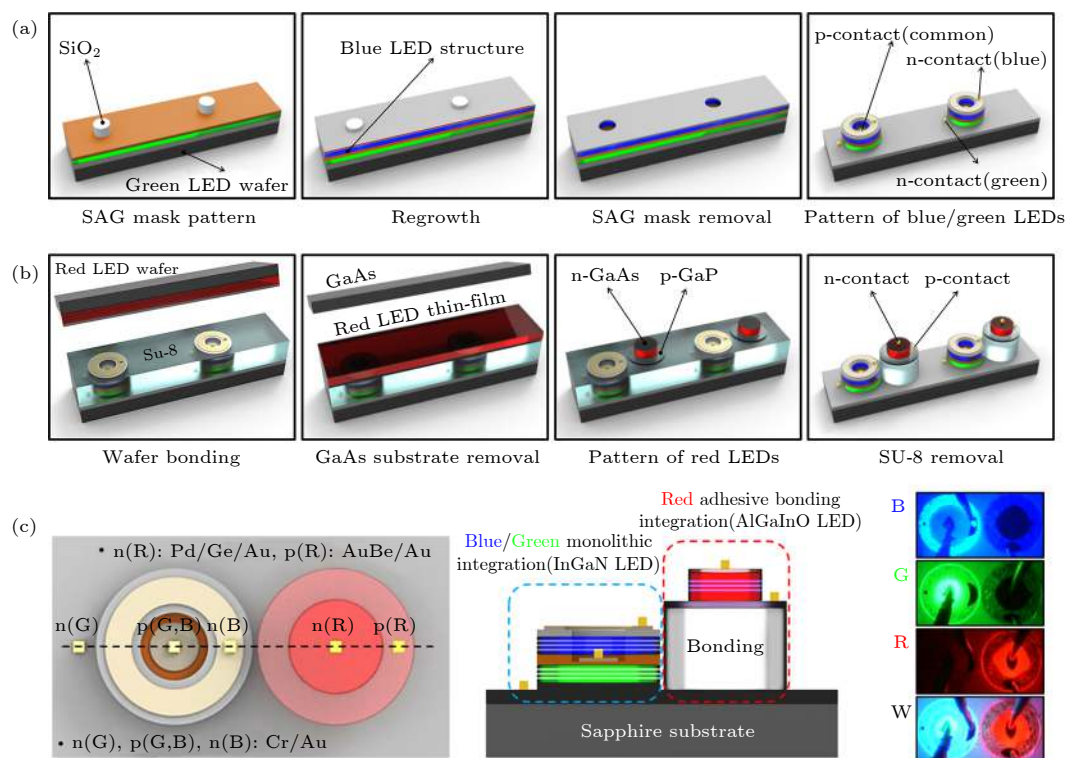 (a)
SiO2
Green LED wafer
SAG mask pattern
Blue LED structure
Regrowth
SAG mask removal
p-contact(common)
n-contact(blue)
n-contact(green)
Pattern of blue/green LEDs
(b)
Red LED wafer
Su-8
Wafer bonding
GaAs
Red LED thin-film
GaAs substrate removal
n-GaAs
p-GaP
Pattern of red LEDs
n-contact
p-contact
SU-8 removal
(c)
• n(R): Pd/Ge/Au, p(R): AuBe/Au
n(G)
p(G,B)
n(B)
n(R)
p(R)
• n(G), p(G,B), n(B): Cr/Au
Blue/Green monolithic
integration(InGaN LED)
Red adhesive bonding
integration(AlGaInO LED)
Bonding
Sapphire substrate
B
G
R
W